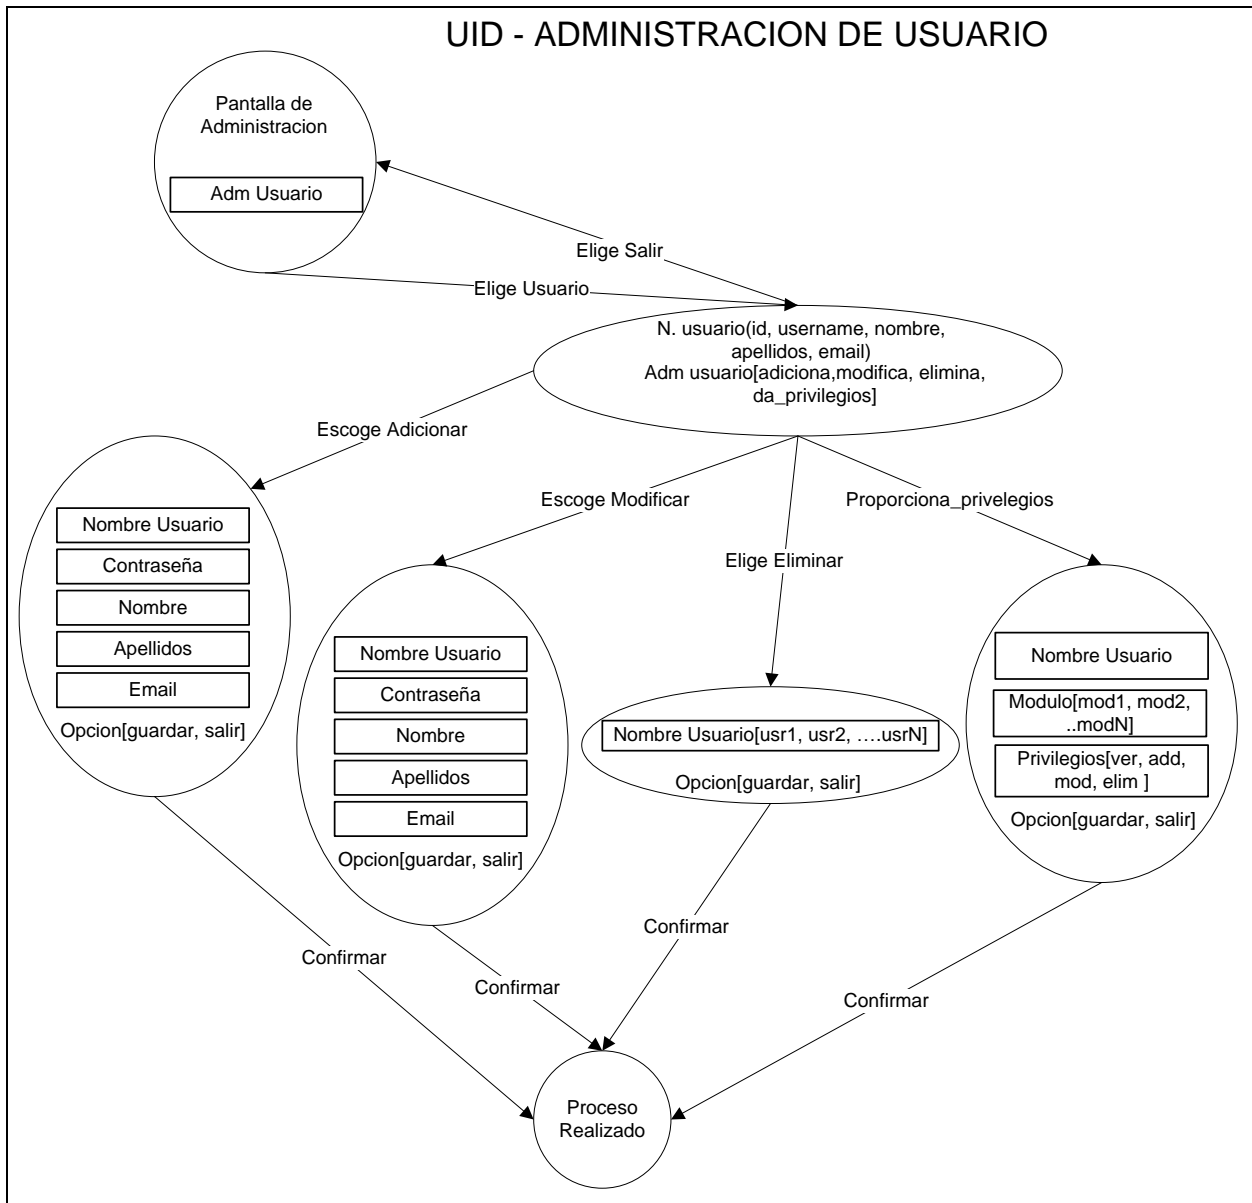 UID - ADMINISTRACION DE USUARIO
Pantalla de
Administracion
Adm Usuario
Elige Salir
Elige Usuario
N. usuario(id, username, nombre,
apellidos, email)
Adm usuario[adiciona,modifica, elimina,
da_privilegios]
Escoge Adicionar
Escoge Modificar
Elige Eliminar
Proporciona_privelegios
Nombre Usuario
Contraseña
Nombre
Apellidos
Email
Opcion[guardar, salir]
Nombre Usuario
Contraseña
Nombre
Apellidos
Email
Opcion[guardar, salir]
Nombre Usuario[usr1, usr2, ….usrN]
Opcion[guardar, salir]
Nombre Usuario
Modulo[mod1, mod2,
..modN]
Privilegios[ver, add,
mod, elim ]
Opcion[guardar, salir]
Confirmar
Confirmar
Confirmar
Confirmar
Proceso
Realizado